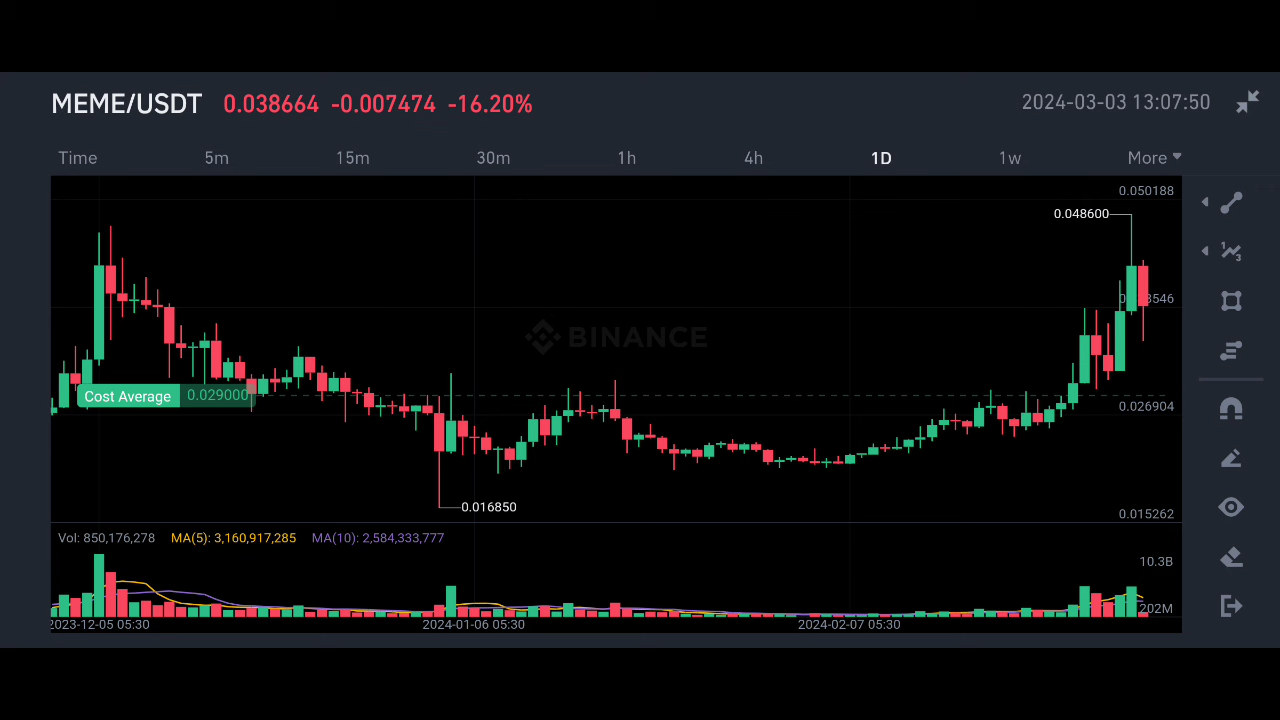 MEME/USDT 0.038664 -0.007474 -16.20% 2024-03-03 13:07:50
Time 5m 15m 30m 1h 4h 1D 1w More
0.050188
0.048600
3546
BINANCE
Cost Average 0.029000
0.026904
0.016850
0.015262
Vol: 850,176,278 MA(5): 3,160,917,285 MA(10): 2,584,333,777
10.3B
202M
2023-12-05 05:30 2024-01-06 05:30 2024-02-07 05:30